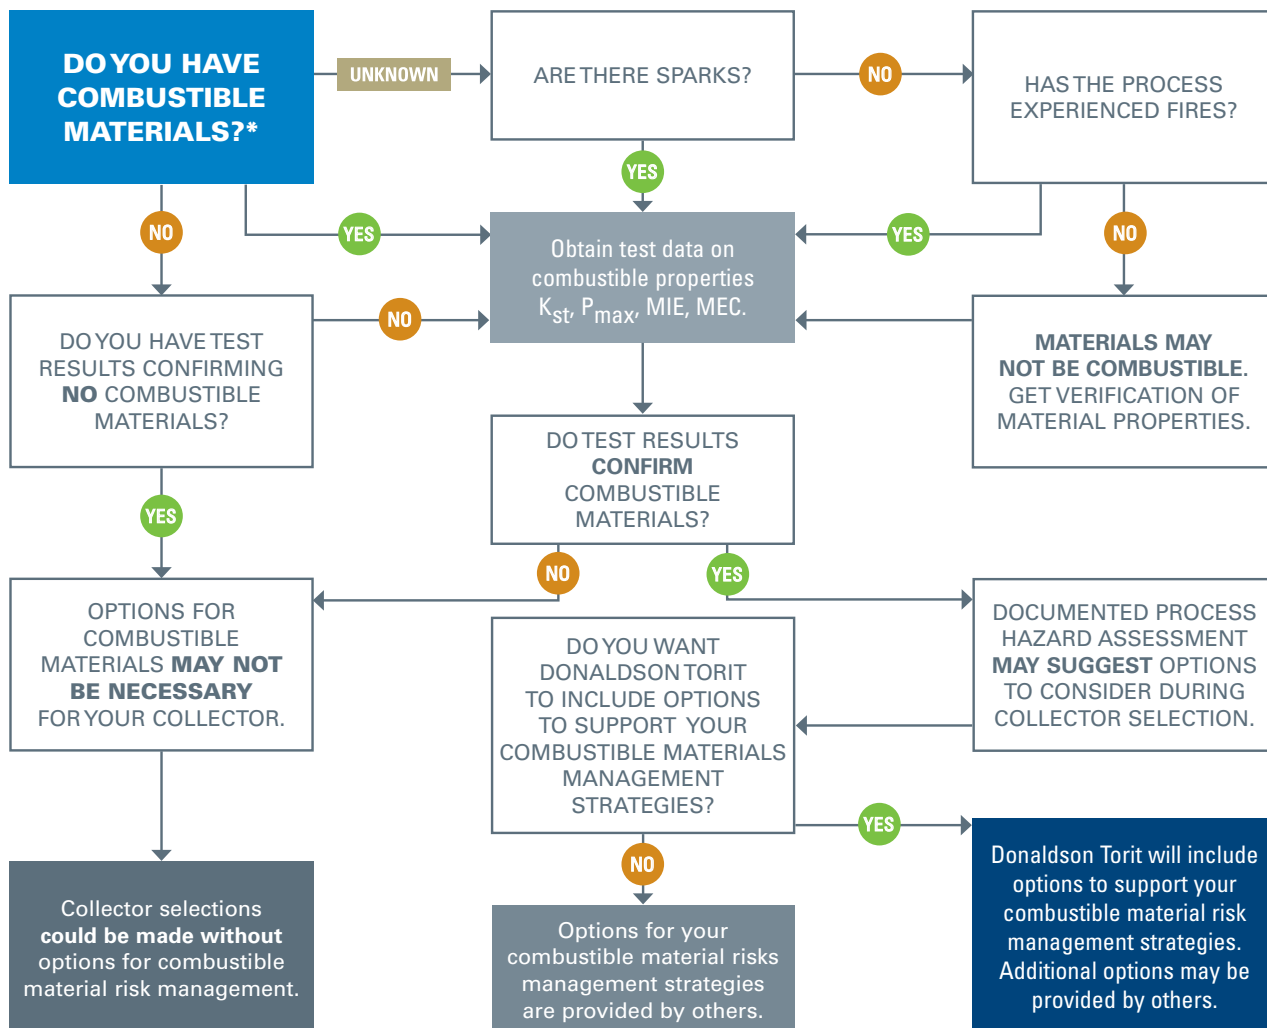 DO YOU HAVE
COMBUSTIBLE
MATERIALS?*
UNKNOWN
ARE THERE SPARKS?
NO
HAS THE PROCESS
EXPERIENCED FIRES?
YES
NO
YES
Obtain test data on
combustible properties
Kst, Pmax, MIE, MEC.
YES
NO
DO YOU HAVE TEST
RESULTS CONFIRMING
NO COMBUSTIBLE
MATERIALS?
NO
MATERIALS MAY
NOT BE COMBUSTIBLE.
GET VERIFICATION OF
MATERIAL PROPERTIES.
DO TEST RESULTS
CONFIRM
COMBUSTIBLE
MATERIALS?
YES
NO
YES
OPTIONS FOR
COMBUSTIBLE
MATERIALS MAY NOT
BE NECESSARY
FOR YOUR COLLECTOR.
DO YOU WANT
DONALDSON TORIT
TO INCLUDE OPTIONS
TO SUPPORT YOUR
COMBUSTIBLE MATERIALS
MANAGEMENT
STRATEGIES?
DOCUMENTED PROCESS
HAZARD ASSESSMENT
MAY SUGGEST OPTIONS
TO CONSIDER DURING
COLLECTOR SELECTION.
YES
NO
Collector selections
could be made without
options for combustible
material risk management.
Options for your
combustible material risks
management strategies
are provided by others.
Donaldson Torit will include
options to support your
combustible material risk
management strategies.
Additional options may be
provided by others.